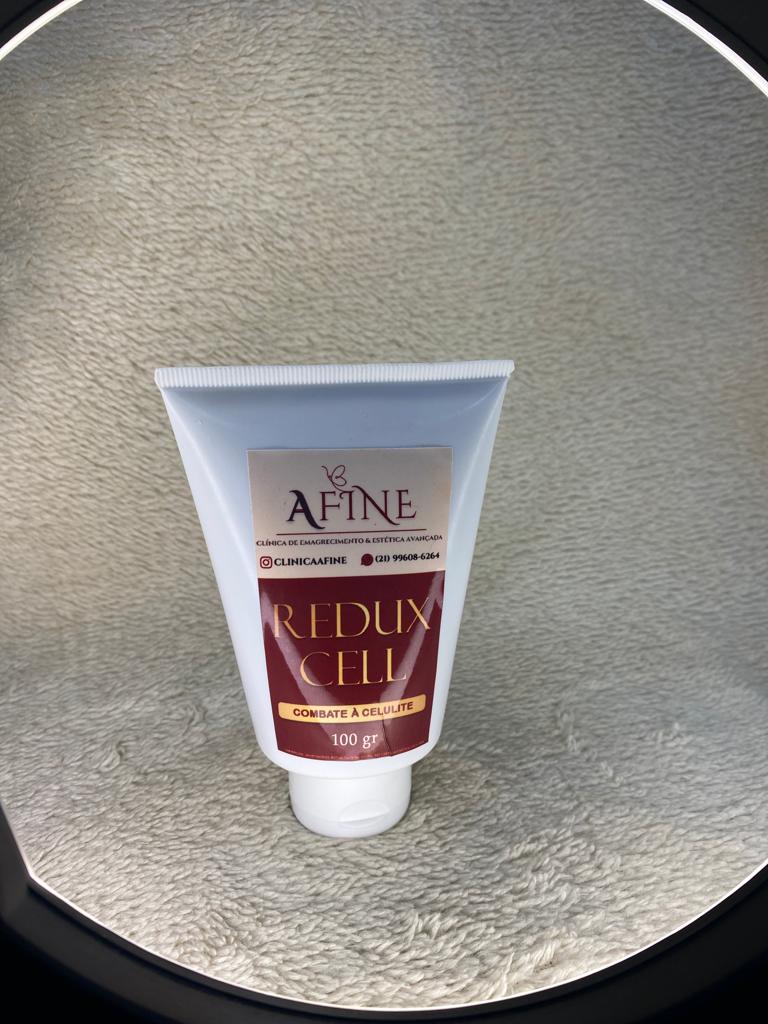 AFINE
CLÍNICA DE EMAGRECIMENTO & ESTÉTICA AVANÇADA
CLINICAAFINE (21) 99608-6264
REDUX
CELL
COMBATE À CELULITE
100 gr